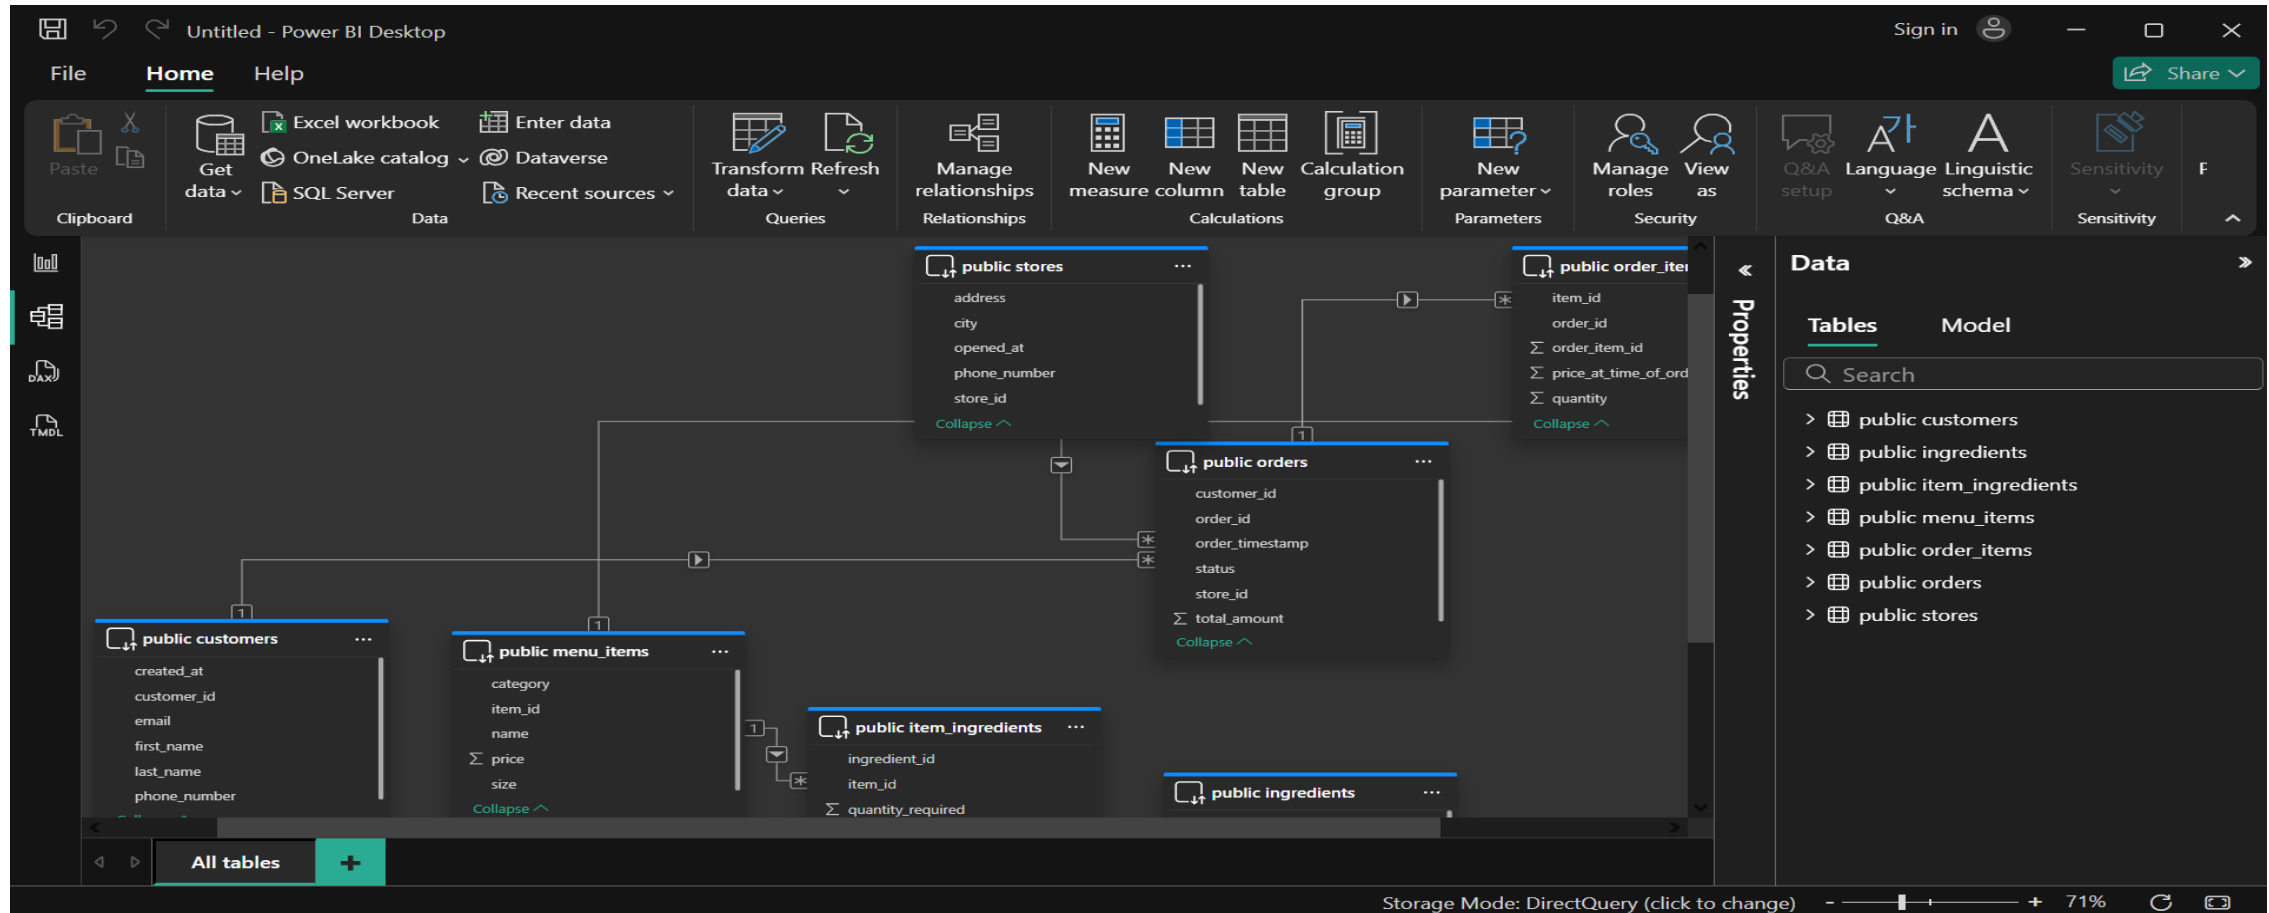 Untitled - Power BI Desktop
Sign in
File
Home
Help
Share
Paste
Clipboard
Get data
Excel workbook
OneLake catalog
SQL Server
Enter data
Dataverse
Recent sources
Data
Transform data
Refresh
Queries
Manage relationships
Relationships
New measure
New column
New table
Calculation group
Calculations
New parameter
Parameters
Manage roles
View as
Security
Q&A setup
Language
Linguistic schema
Q&A
Sensitivity
Sensitivity
DAX
TMDL
public stores
address
city
opened_at
phone_number
store_id
Collapse
public order_iter
item_id
order_id
order_item_id
price_at_time_of_ord
quantity
Collapse
1
public orders
customer_id
order_id
order_timestamp
status
store_id
total_amount
Collapse
1
public customers
created_at
customer_id
email
first_name
last_name
phone_number
1
public menu_items
category
item_id
name
price
size
Collapse
1
public item_ingredients
ingredient_id
item_id
quantity_required
public ingredients
Properties
Data
Tables
Model
Search
public customers
public ingredients
public item_ingredients
public menu_items
public order_items
public orders
public stores
All tables
+
Storage Mode: DirectQuery (click to change)
- + 71%